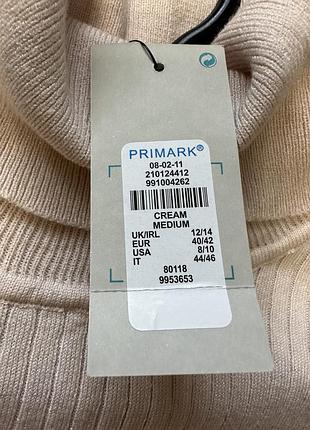 PRIMARK®
08-02-11
210124412
991004262
CREAM
MEDIUM
UK/IRL 12/14
EUR 40/42
USA 8/10
IT 44/46
80118
9953653